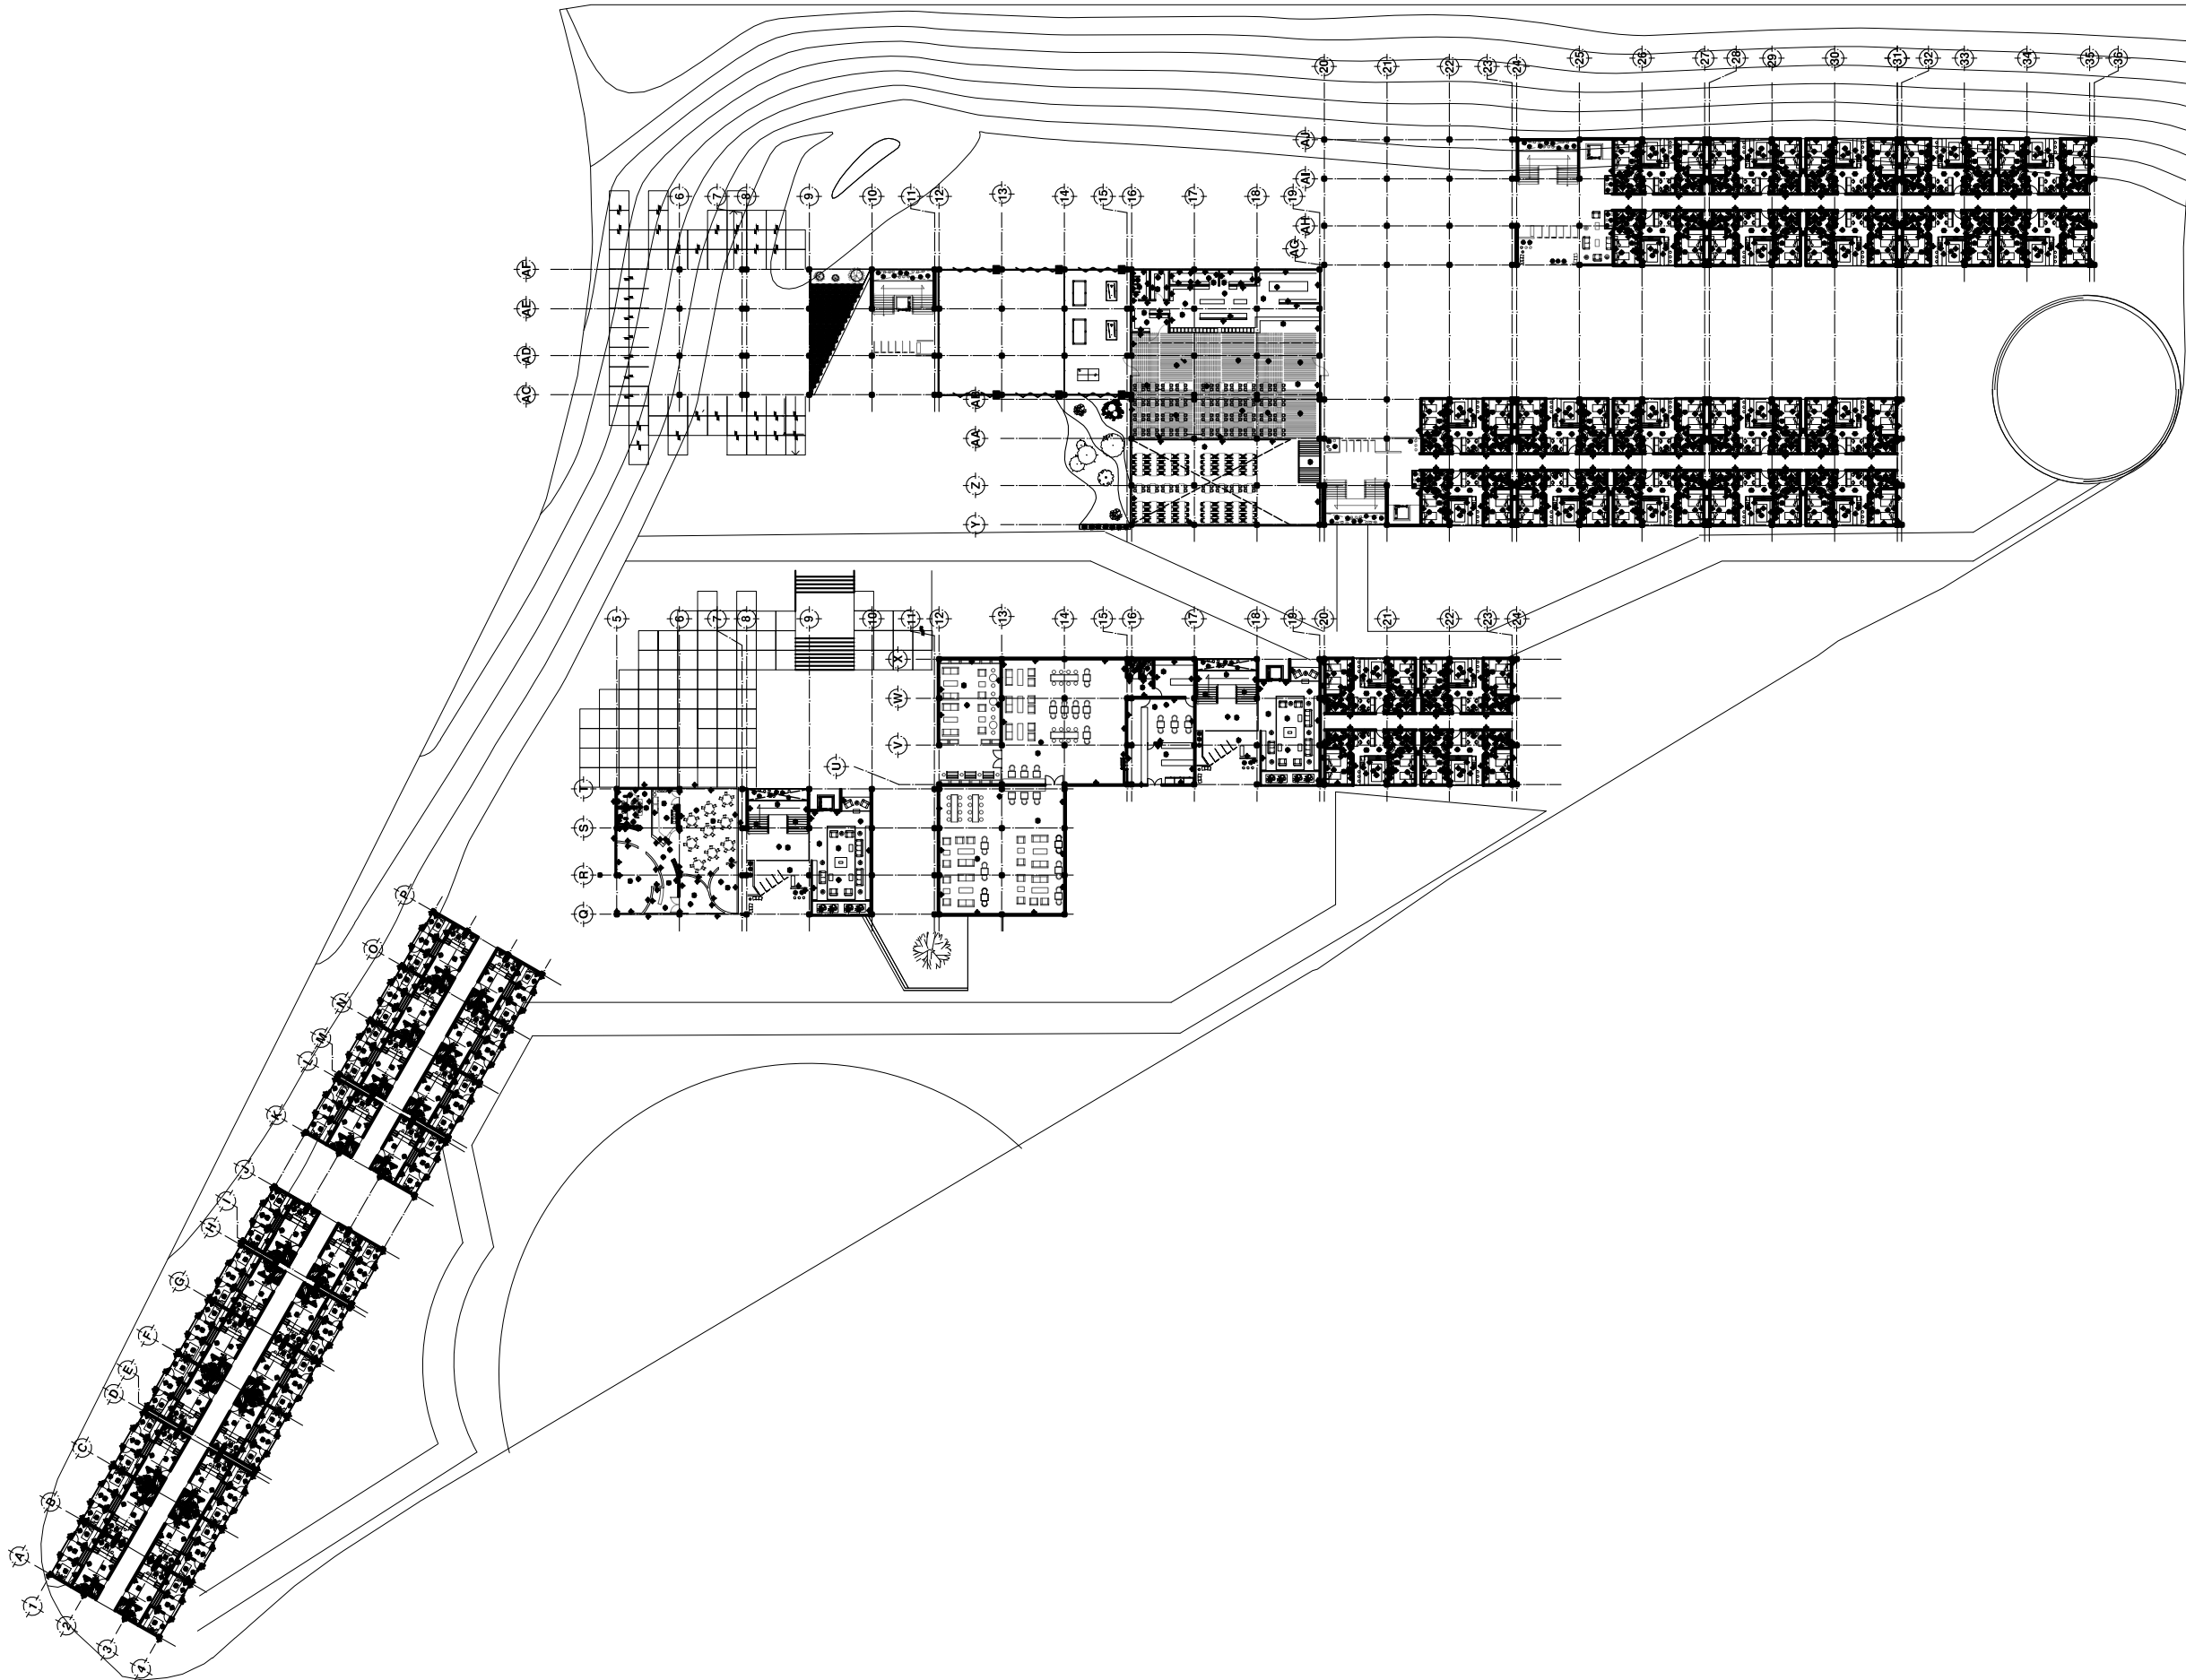 20 21 22 23 24 25 26 27 28 29 30 31 32 33 34 35 36
AJ
AI
AH
AG
6 7 8 9 10 11 12 13 14 15 16 17 18 19
AF
AE
AD
AC
AB
AA
Z
Y
5 6 7 8 9 10 11 12 13 14 15 16 17 18 19 20 21 22 23 24
X
W
V
U
T
S
R
Q
P
O
N
M
L
K
J
I
H
G
F
E
D
C
B
A
1
2
3
4